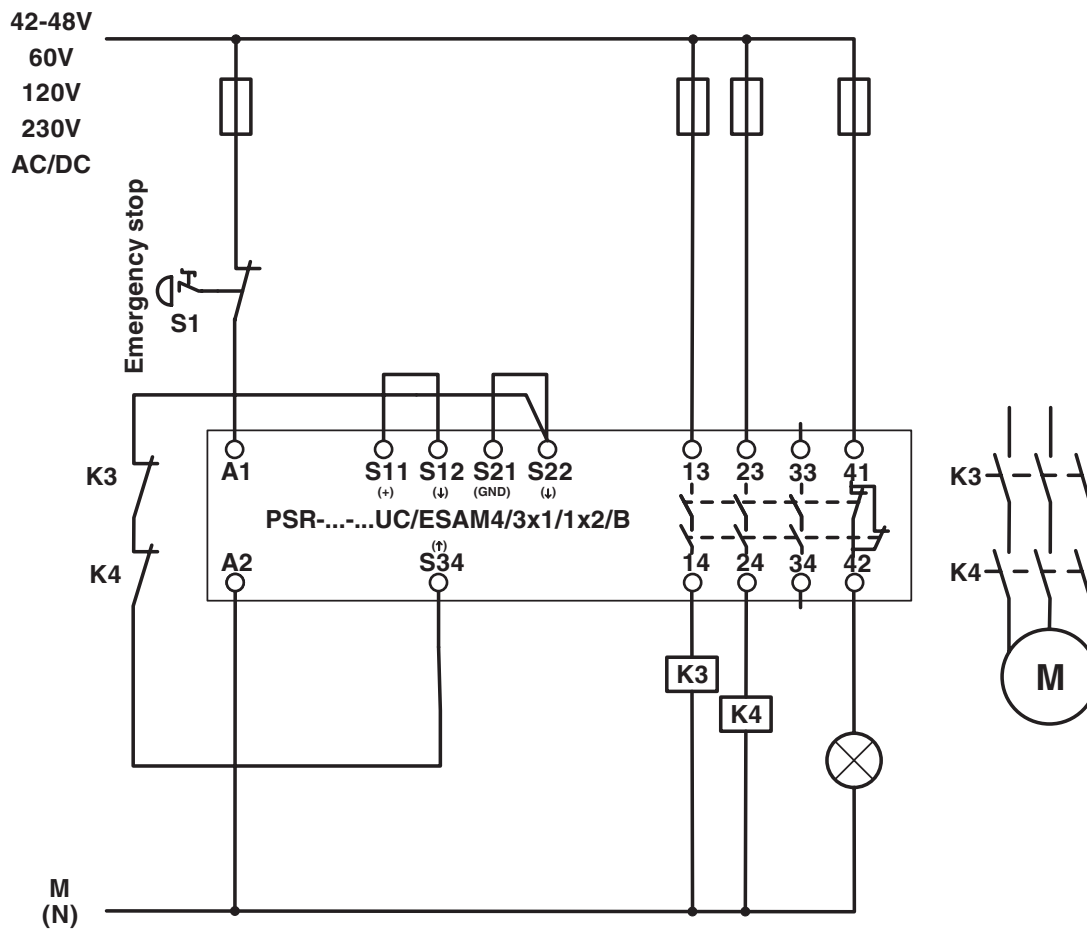 42-48V
60V
120V
230V
AC/DC
Emergency stop
S1
K3
K4
A1
S11
S12
S21
S22
13
23
33
41
(+)
(↓)
(GND)
(↓)
PSR-...-...UC/ESAM4/3x1/1x2/B
(↑)
A2
S34
14
24
34
42
K3
K4
K3
K4
M
M
(N)